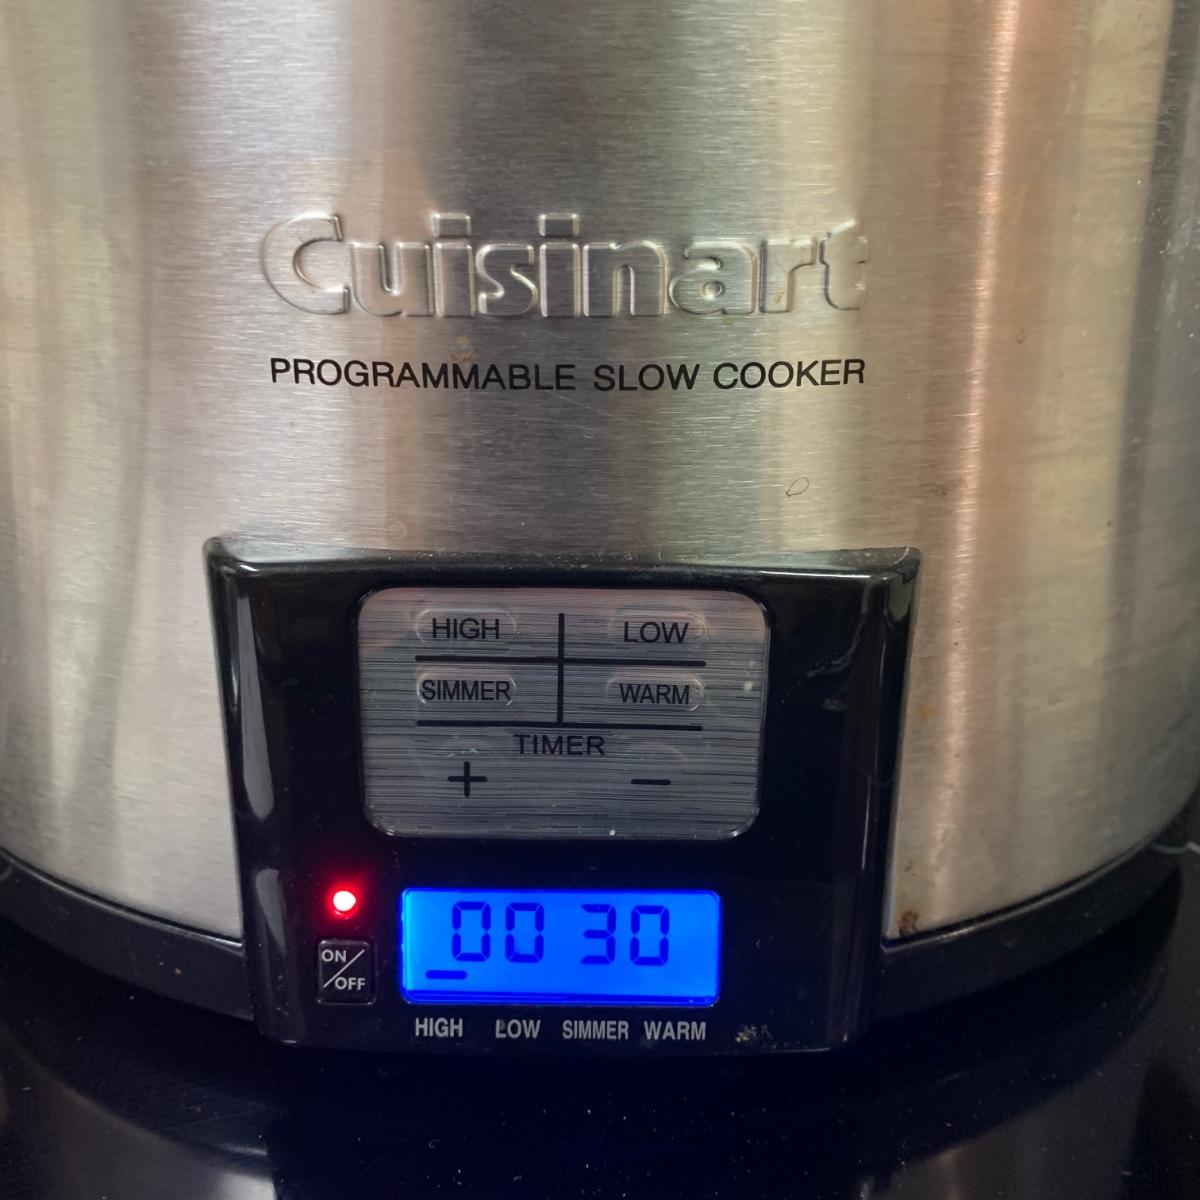 Cuisinart
PROGRAMMABLE SLOW COOKER
HIGH LOW
SIMMER WARM
TIMER
+ −
00 30
ON/OFF
HIGH LOW SIMMER WARM